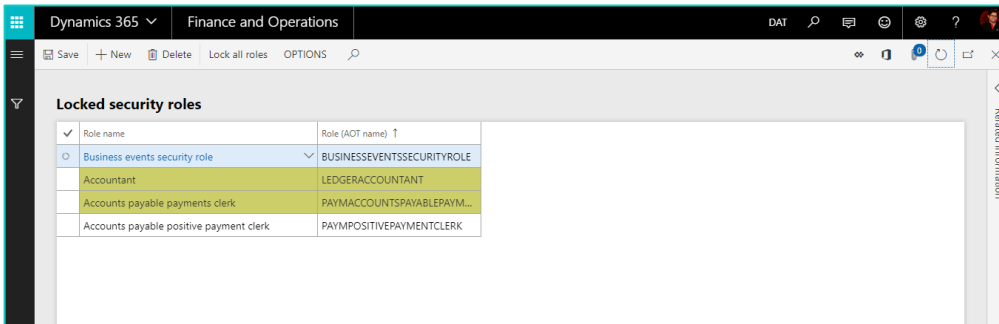 Dynamics 365 Finance and Operations DAT ?
Save New Delete Lock all roles OPTIONS 0
Locked security roles
Role name Role (AOT name) ↑
Business events security role BUSINESSEVENTSSECURITYROLE
Accountant LEDGERACCOUNTANT
Accounts payable payments clerk PAYMACCOUNTSPAYABLEPAYM...
Accounts payable positive payment clerk PAYMPOSITIVEPAYMENTCLERK
Related information